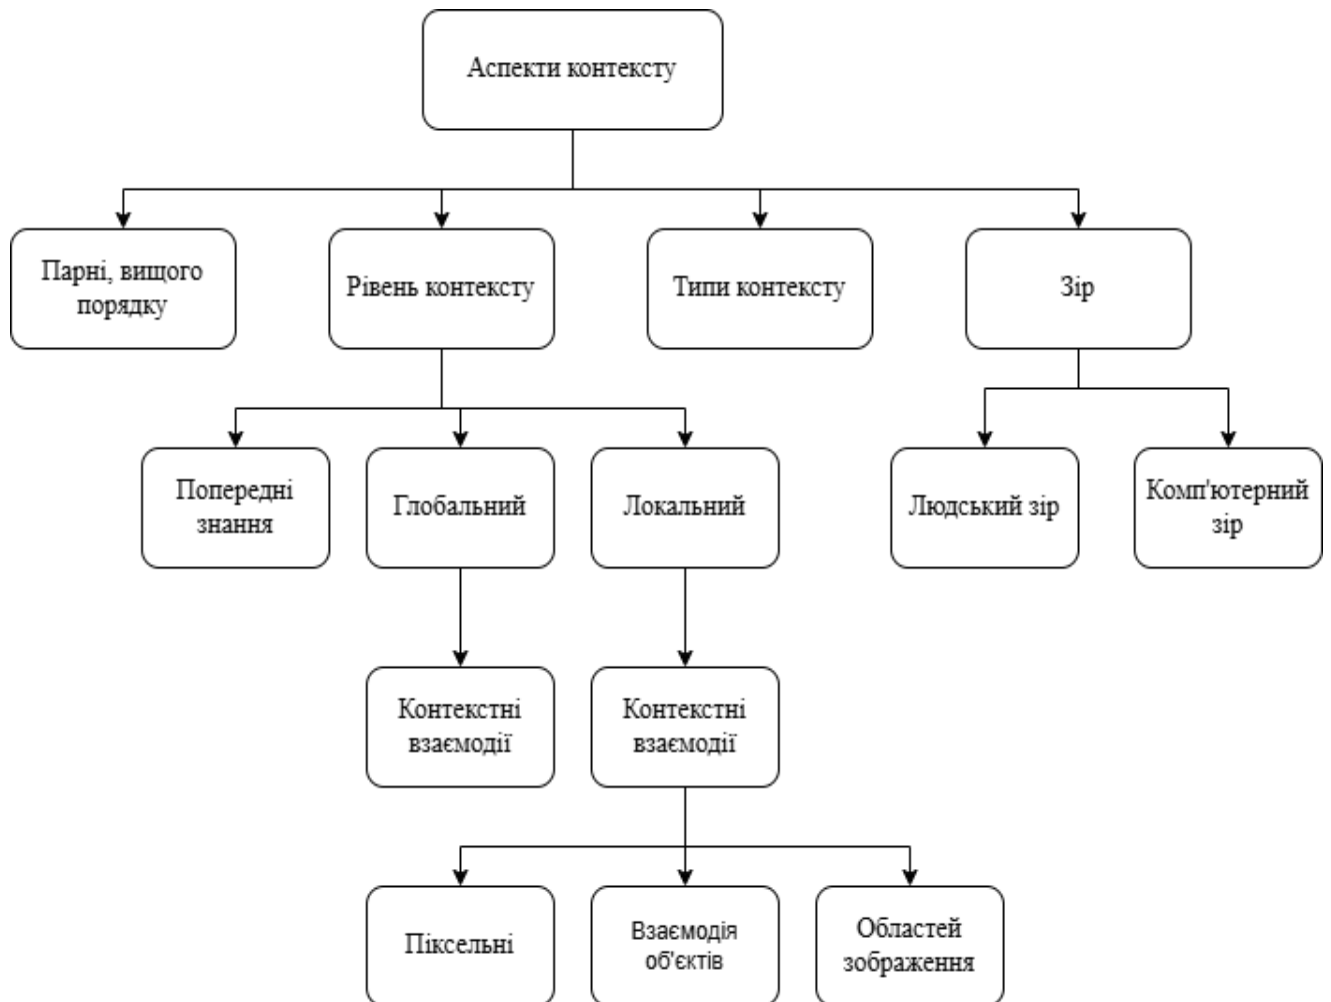 Аспекти контексту
Парні, вищого
порядку
Рівень контексту
Типи контексту
Зір
Попередні
знання
Глобальний
Локальний
Людський зір
Комп'ютерний
зір
Контекстні
взаємодії
Контекстні
взаємодії
Піксельні
Взаємодія
об'єктів
Областей
зображення